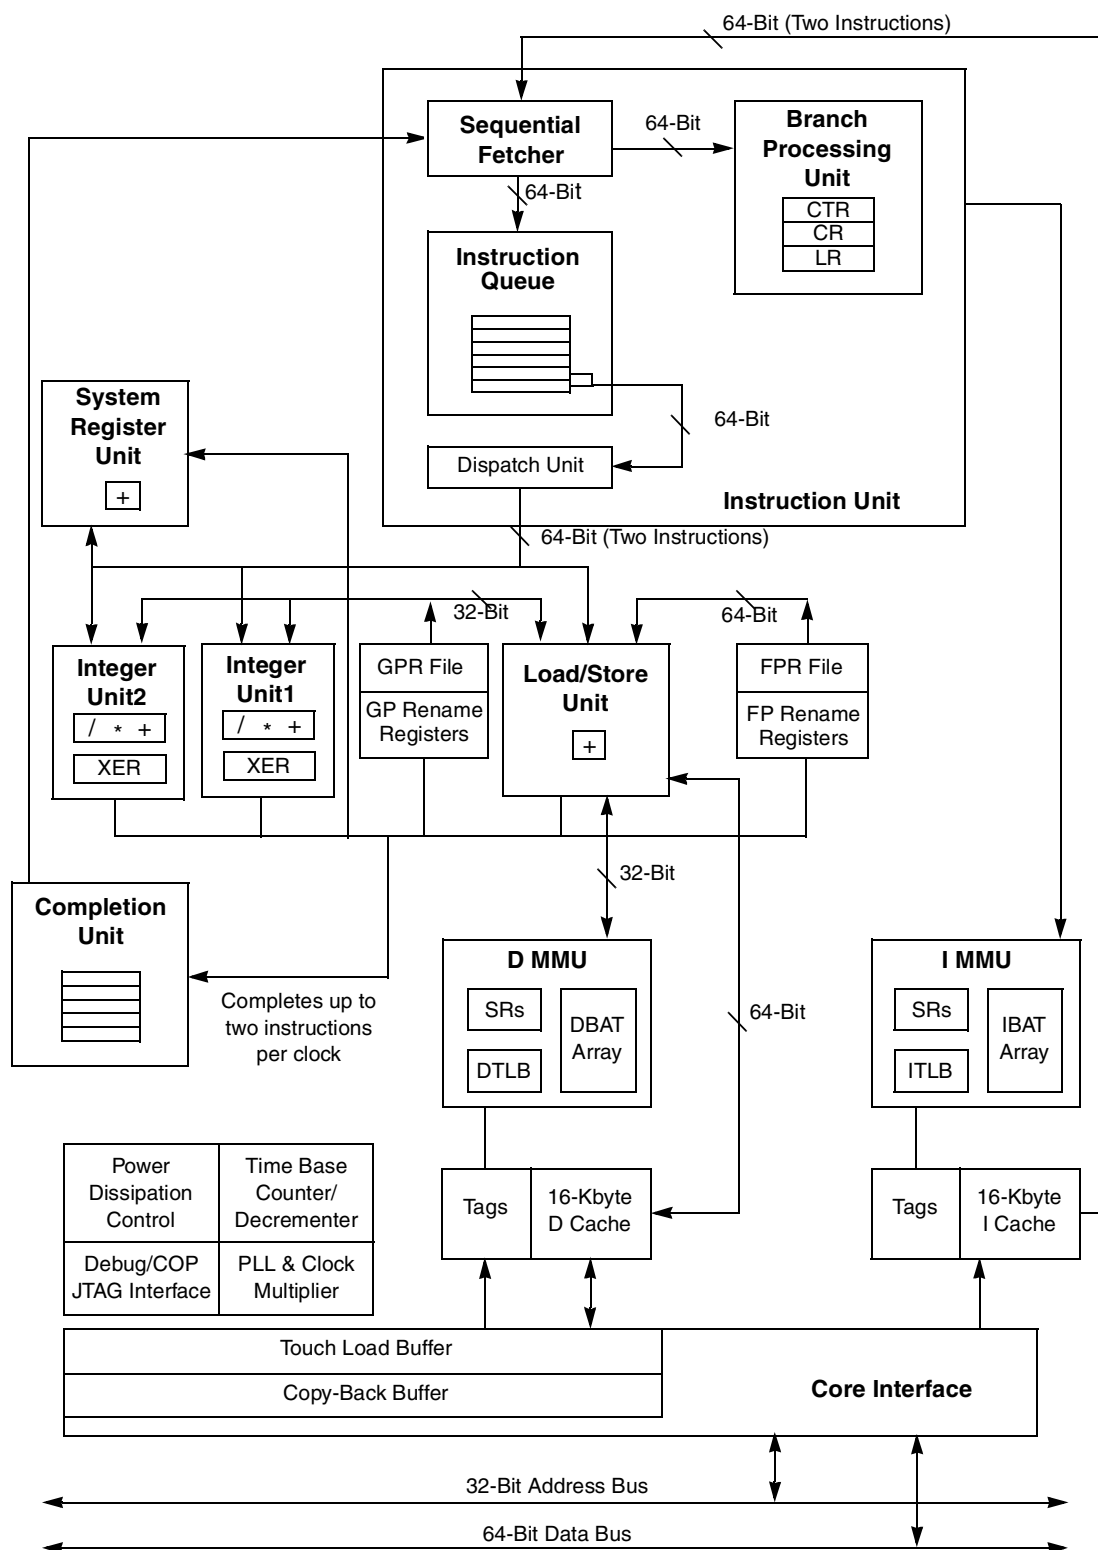 64-Bit (Two Instructions)
Sequential
Fetcher
64-Bit
Branch
Processing
Unit
CTR
CR
LR
64-Bit
Instruction
Queue
64-Bit
Dispatch Unit
Instruction Unit
System
Register
Unit
+
64-Bit (Two Instructions)
32-Bit
64-Bit
Integer
Unit2
/ * +
XER
Integer
Unit1
/ * +
XER
GPR File
GP Rename
Registers
Load/Store
Unit
+
FPR File
FP Rename
Registers
32-Bit
Completion
Unit
Completes up to
two instructions
per clock
D MMU
SRs
DTLB
DBAT
Array
64-Bit
I MMU
SRs
ITLB
IBAT
Array
Power
Dissipation
Control
Time Base
Counter/
Decrementer
Debug/COP
JTAG Interface
PLL & Clock
Multiplier
Tags
16-Kbyte
D Cache
Tags
16-Kbyte
I Cache
Touch Load Buffer
Copy-Back Buffer
Core Interface
32-Bit Address Bus
64-Bit Data Bus